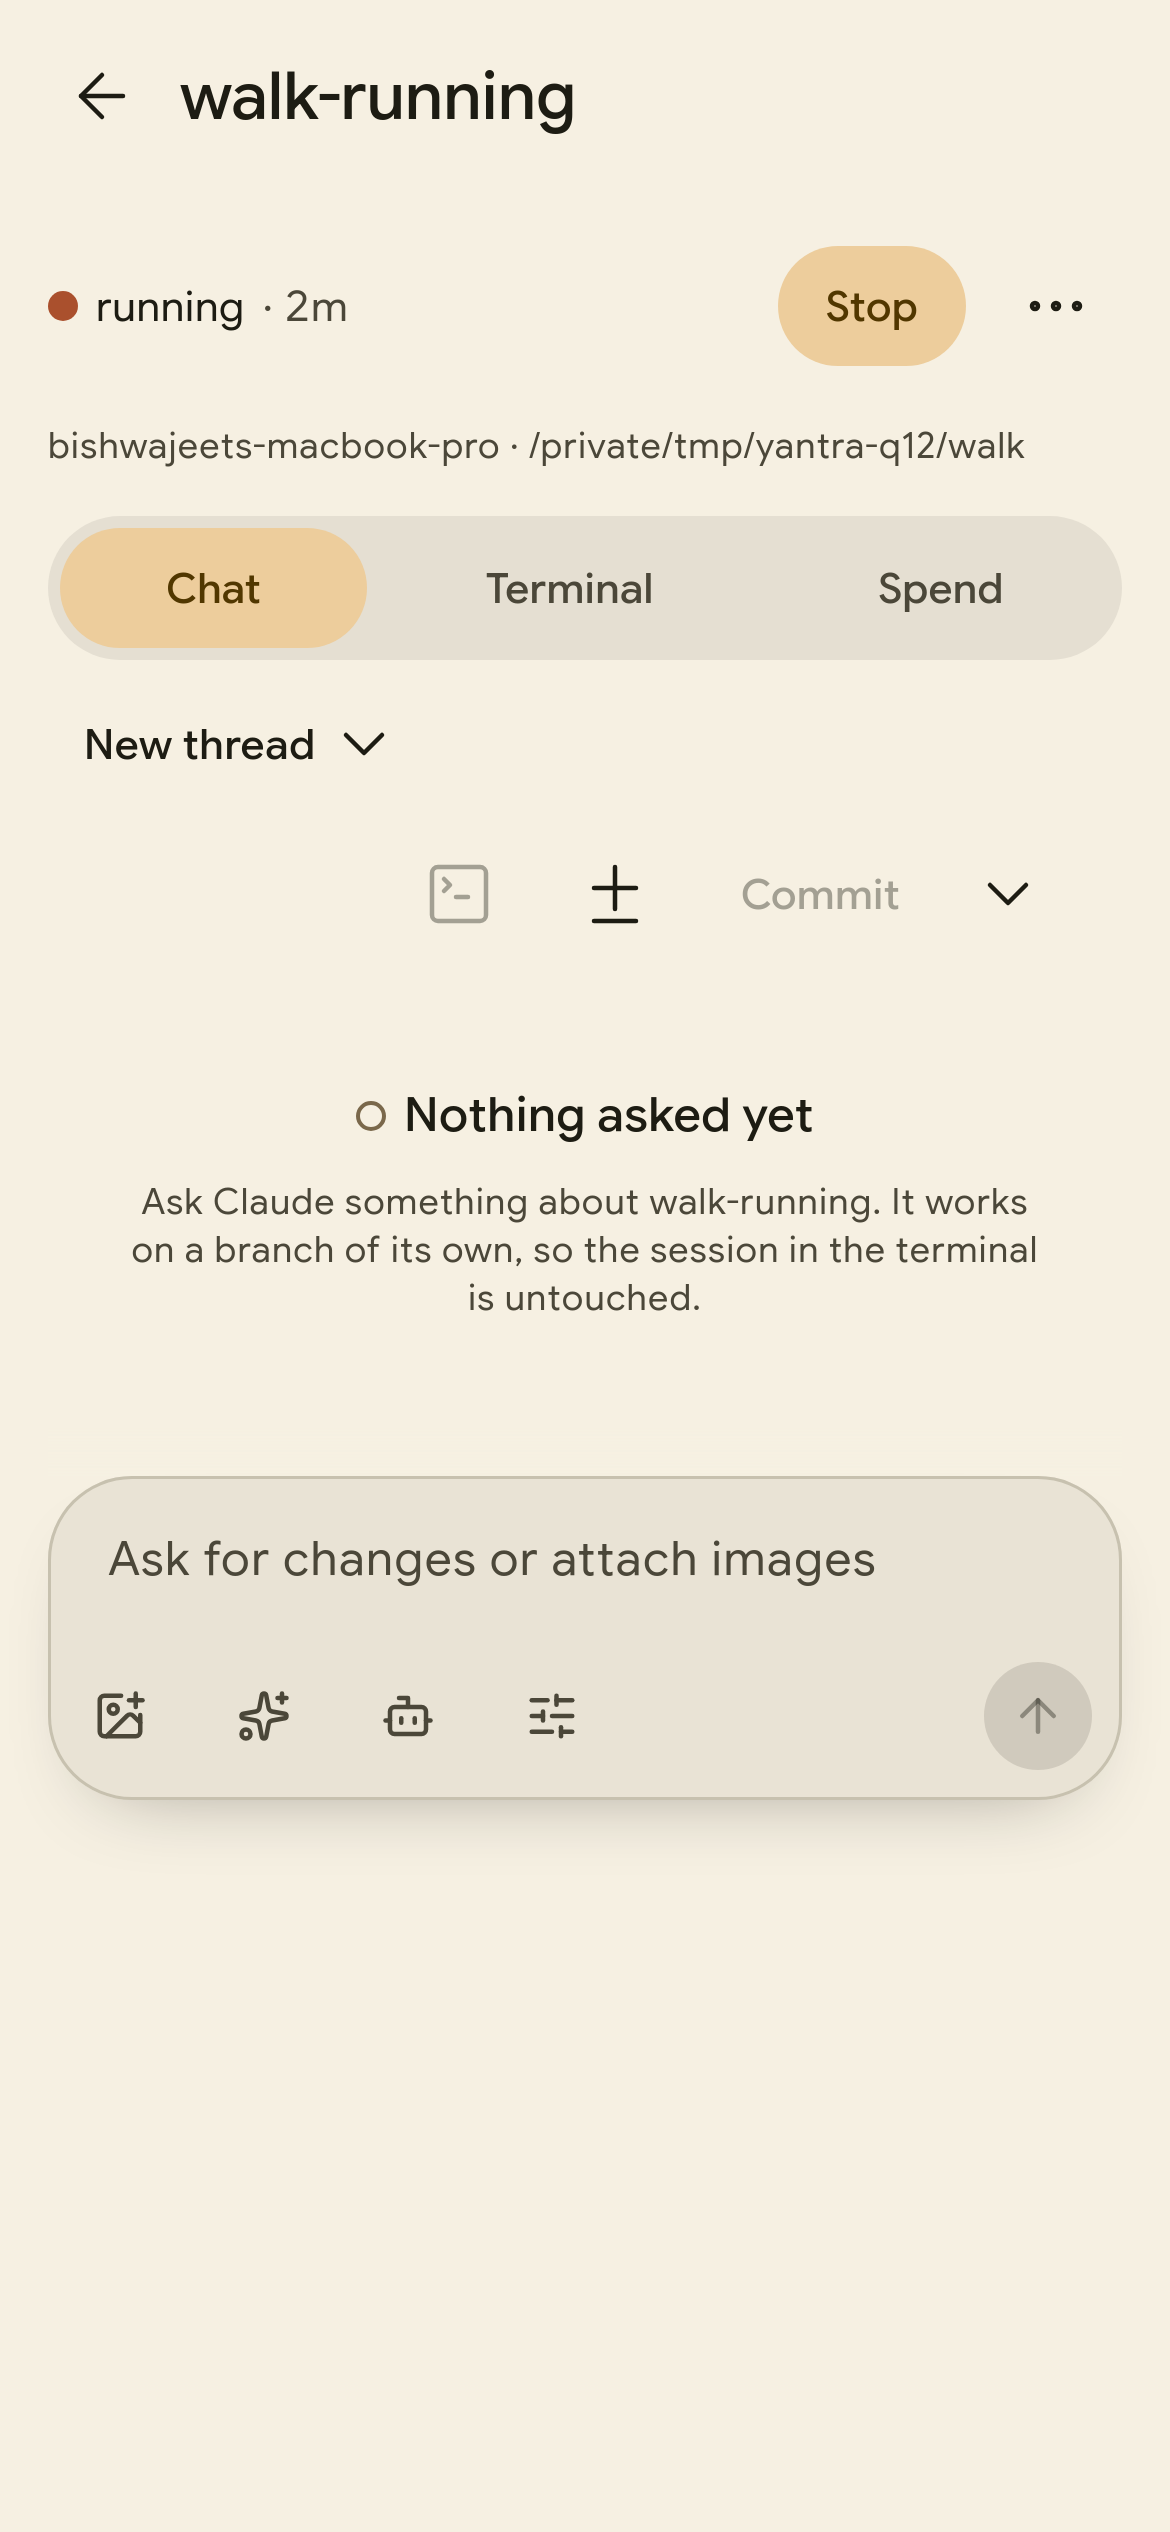 walk-running
running · 2m
Stop
bishwajeets-macbook-pro · /private/tmp/yantra-q12/walk
Chat
Terminal
Spend
New thread
Commit
Nothing asked yet
Ask Claude something about walk-running. It works
on a branch of its own, so the session in the terminal
is untouched.
Ask for changes or attach images